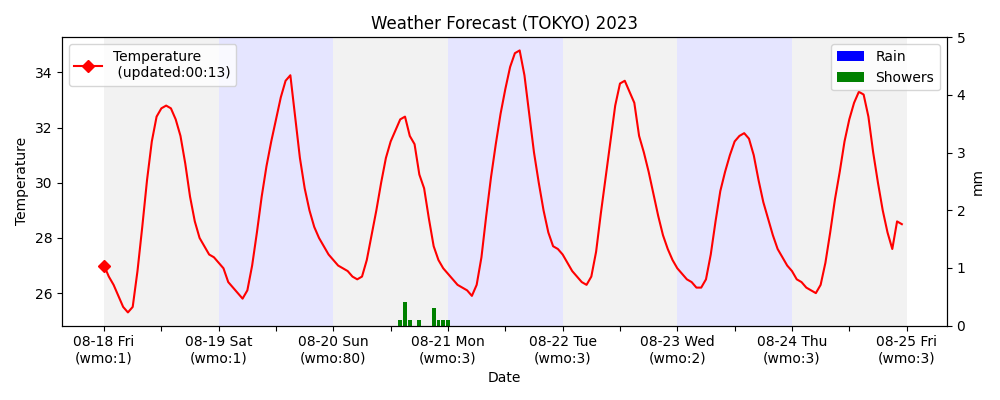 Weather Forecast (TOKYO) 2023
Temperature
(updated:00:13)
Rain
Showers
34
32
30
28
26
Temperature
5
4
3
2
1
0
mm
08-18 Fri
(wmo:1)
08-19 Sat
(wmo:1)
08-20 Sun
(wmo:80)
08-21 Mon
(wmo:3)
08-22 Tue
(wmo:3)
08-23 Wed
(wmo:2)
08-24 Thu
(wmo:3)
08-25 Fri
(wmo:3)
Date